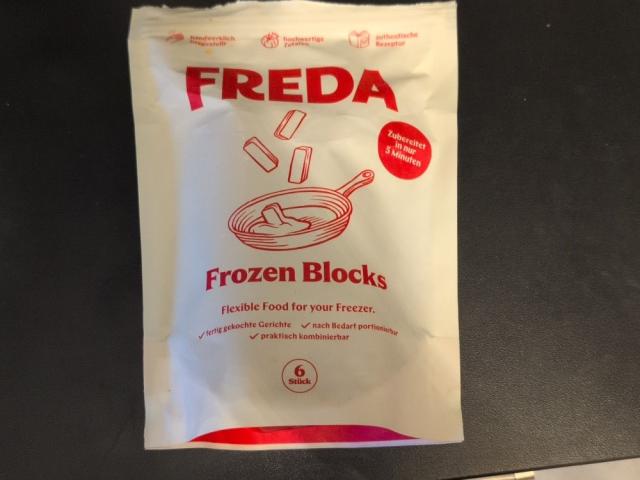 handwerklich
hergestellt
hochwertige
Zutaten
authentische
Rezeptur
FREDA
Zubereitet
in nur
5 Minuten
Frozen Blocks
Flexible Food for your Freezer.
fertig gekochte Gerichte
nach Bedarf portionierbar
praktisch kombinierbar
6
Stück